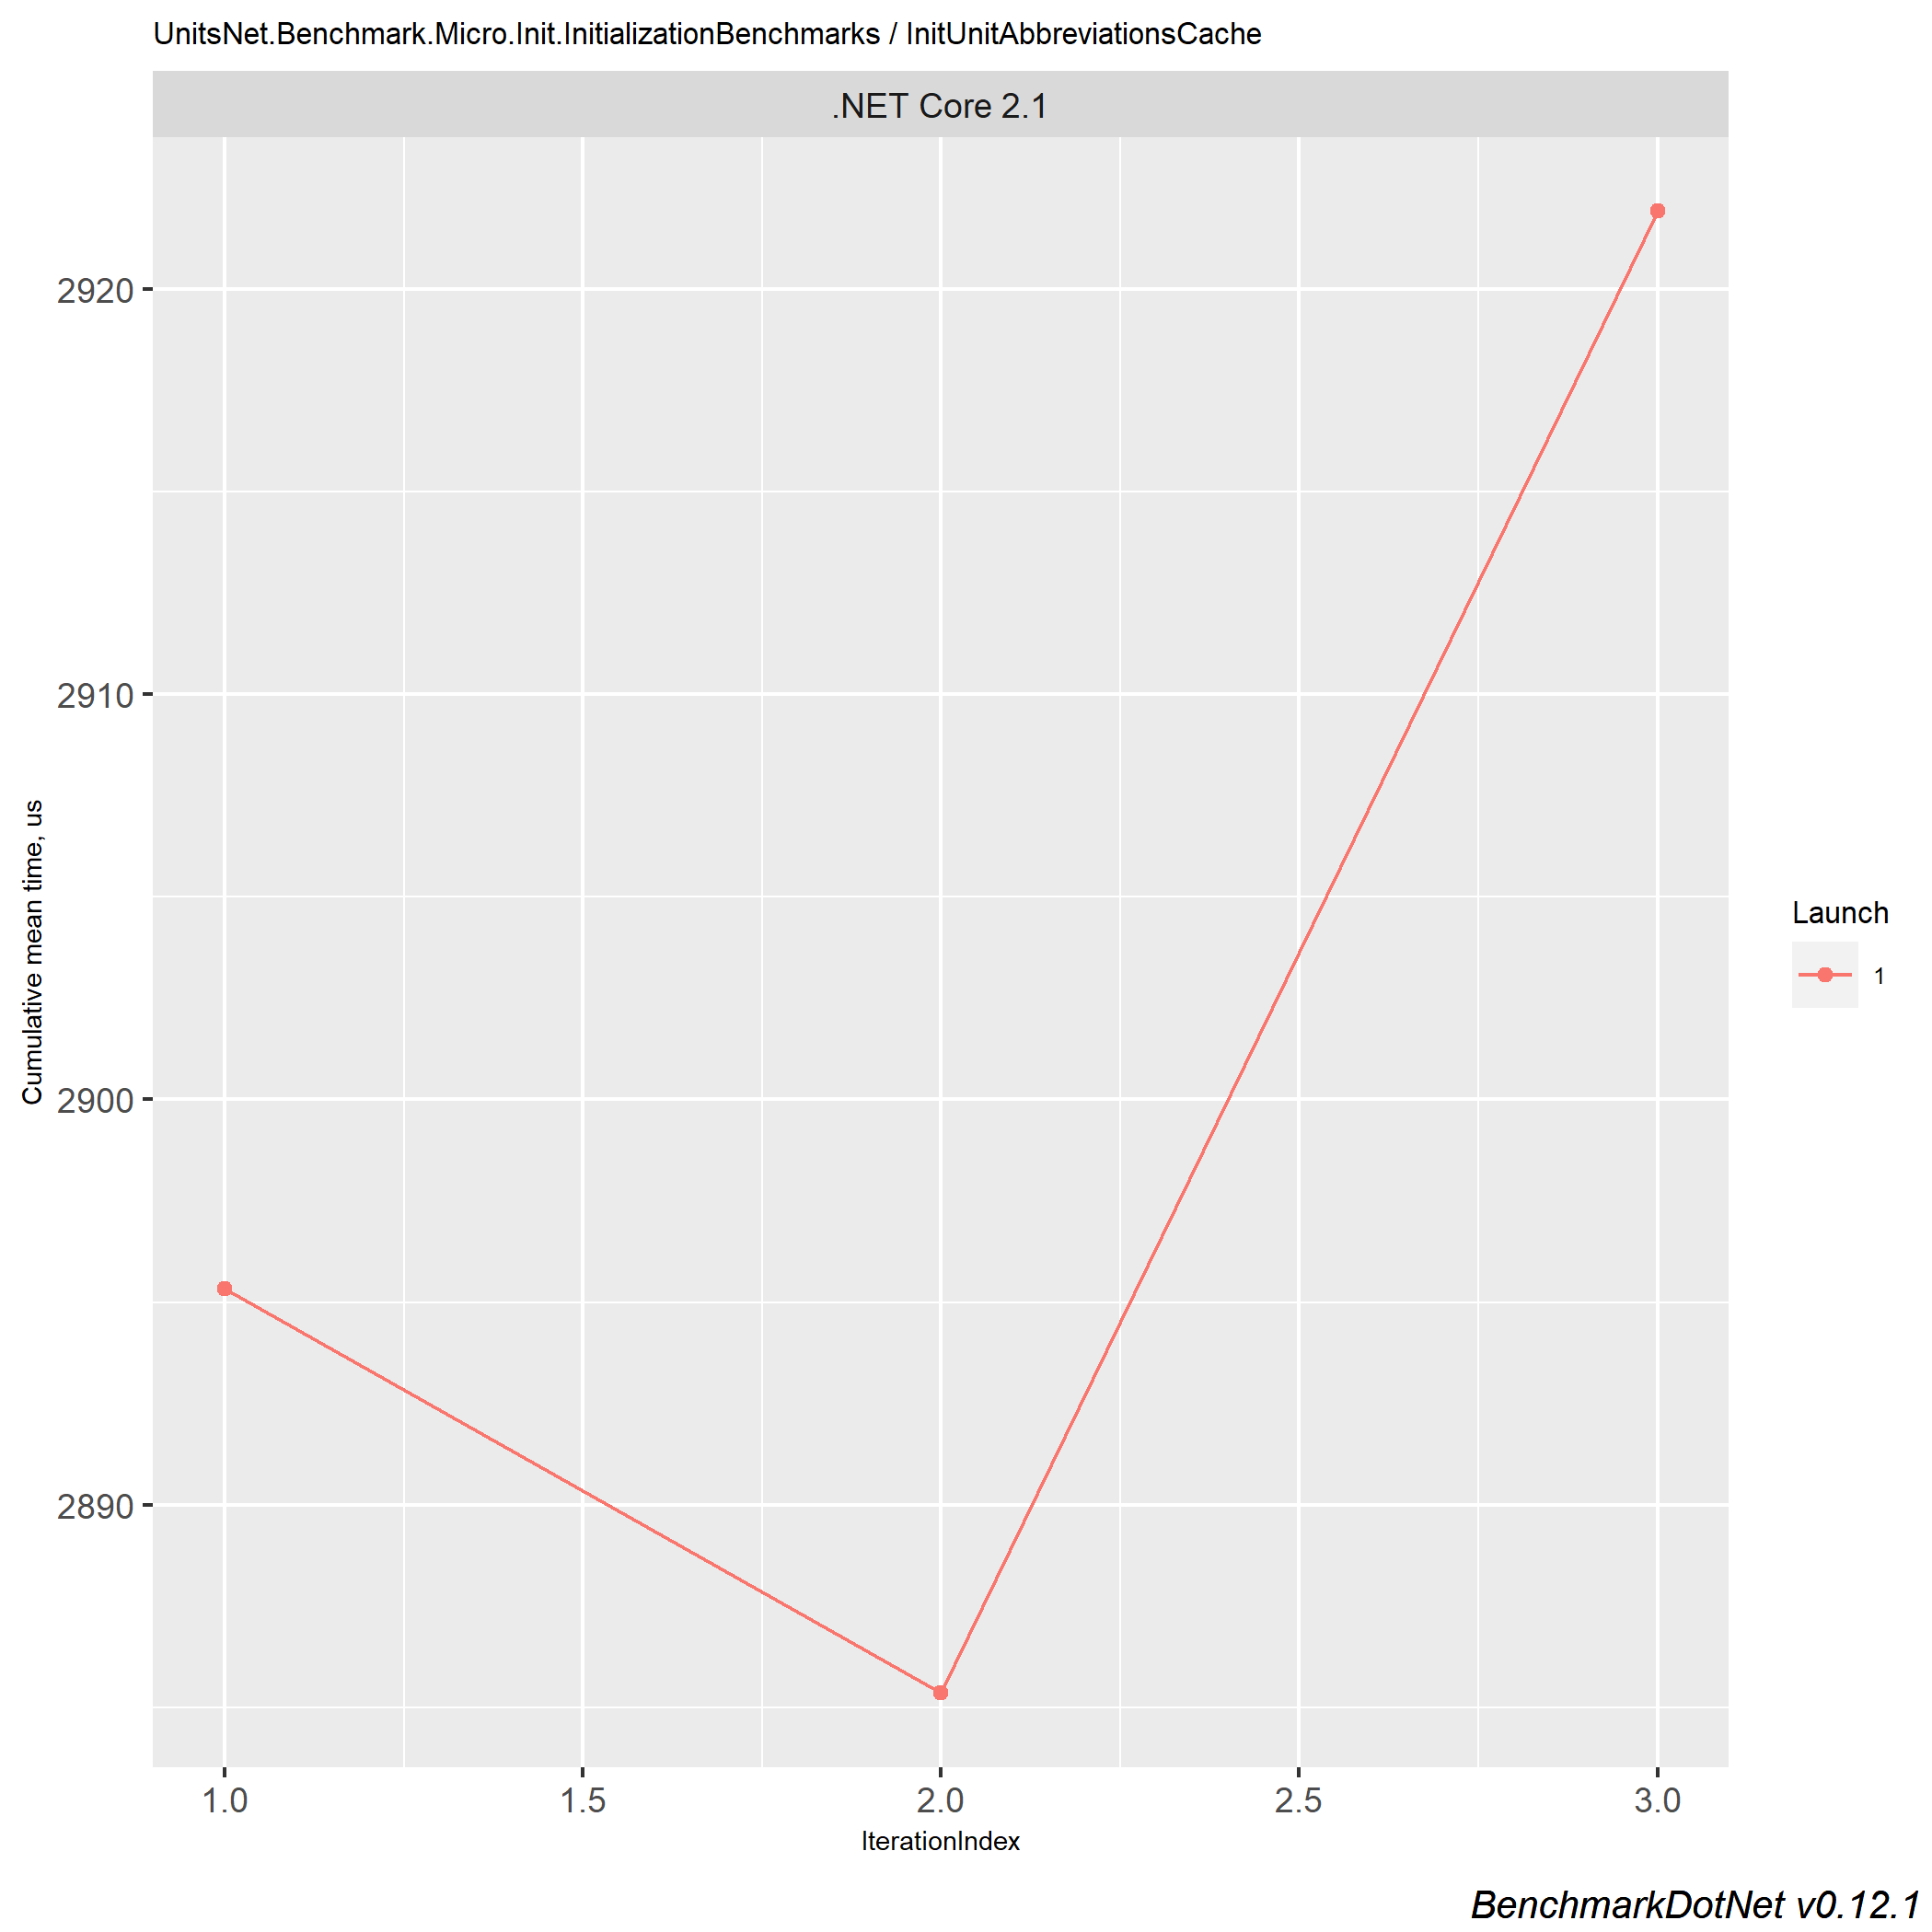 UnitsNet.Benchmark.Micro.Init.InitializationBenchmarks / InitUnitAbbreviationsCache
.NET Core 2.1
2920
2910
2900
2890
Cumulative mean time, us
1.0 1.5 2.0 2.5 3.0
IterationIndex
Launch
1
BenchmarkDotNet v0.12.1